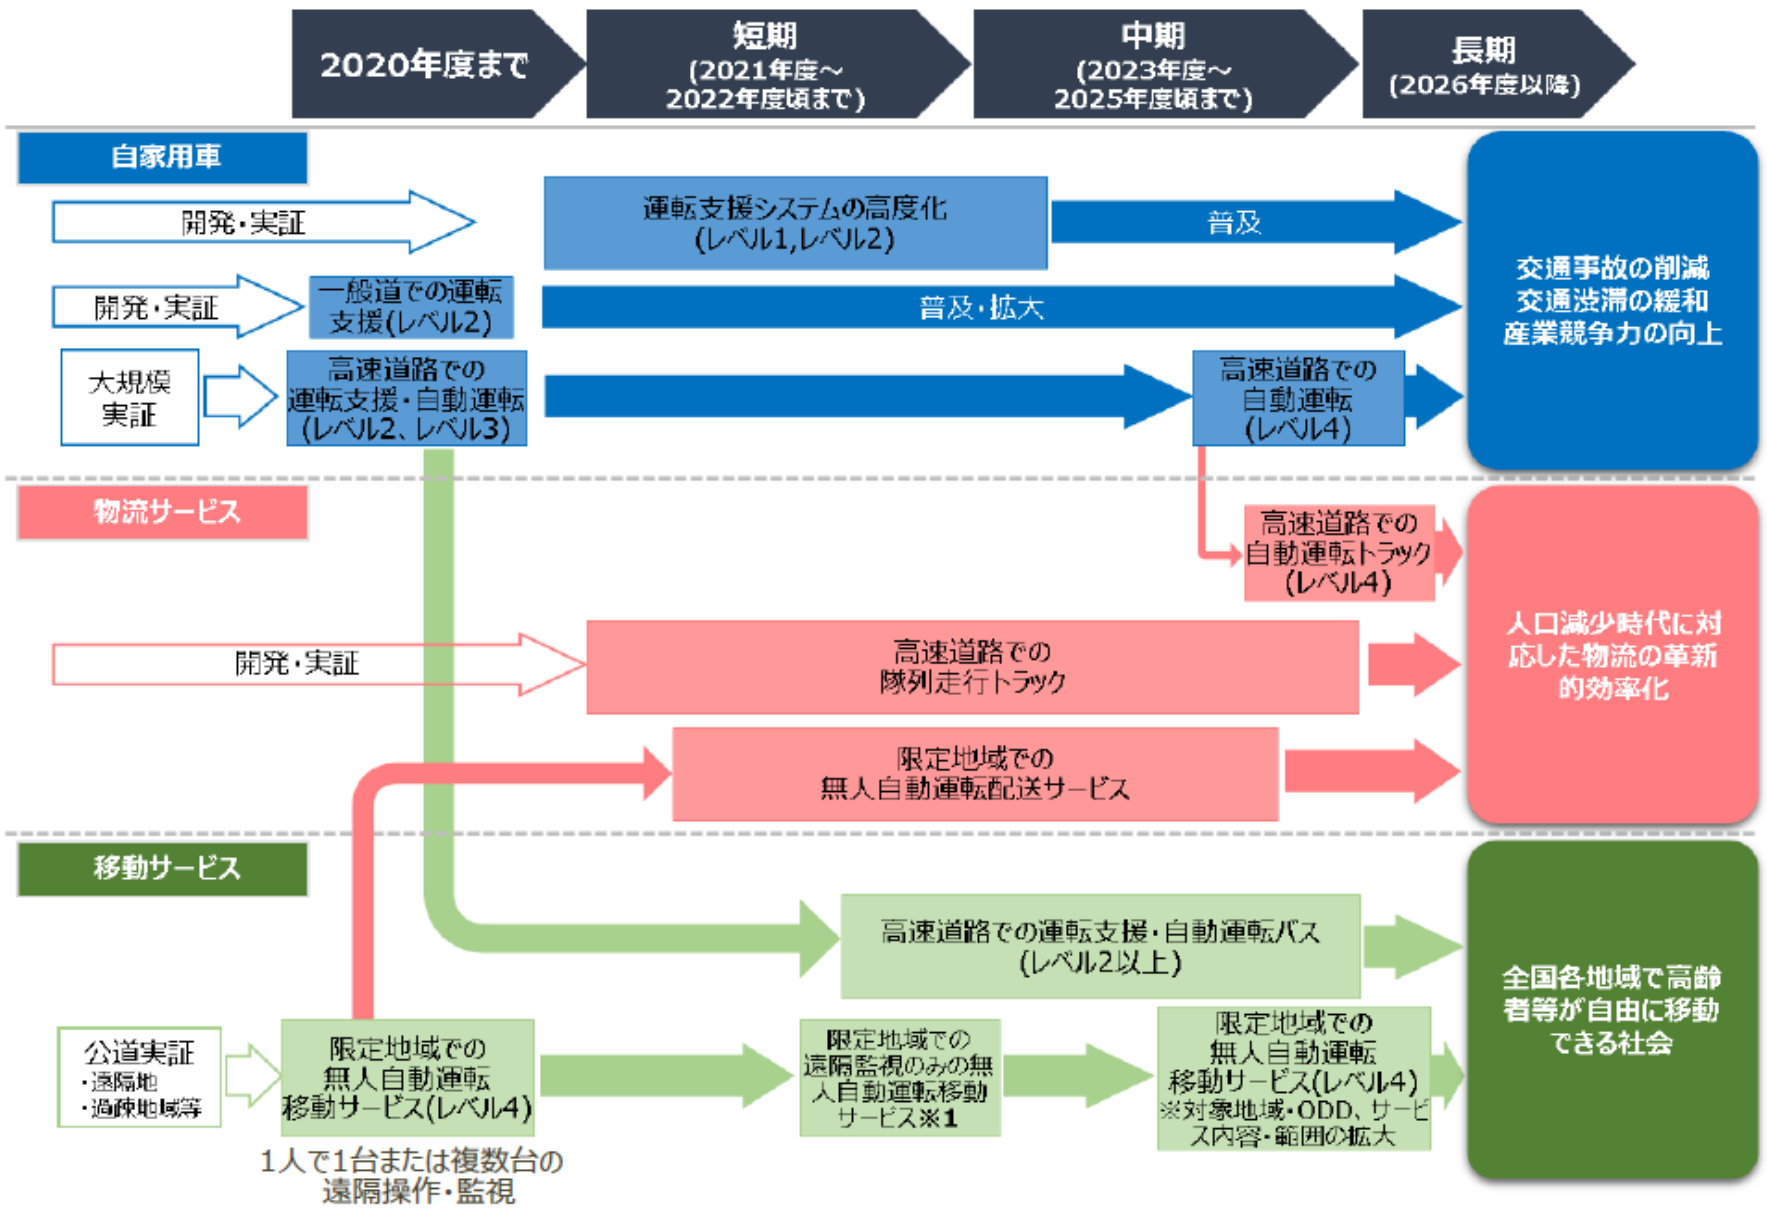 2020年度まで
短期
(2021年度～
2022年度頃まで)
中期
(2023年度～
2025年度頃まで)
長期
(2026年度以降)
自家用車
開発・実証
運転支援システムの高度化
(レベル1,レベル2)
普及
開発・実証
一般道での運転
支援(レベル2)
普及・拡大
大規模
実証
高速道路での
運転支援・自動運転
(レベル2、レベル3)
高速道路での
自動運転
(レベル4)
交通事故の削減
交通渋滞の緩和
産業競争力の向上
物流サービス
高速道路での
自動運転トラック
(レベル4)
開発・実証
高速道路での
隊列走行トラック
限定地域での
無人自動運転配送サービス
人口減少時代に対
応した物流の革新
的効率化
移動サービス
高速道路での運転支援・自動運転バス
(レベル2以上)
公道実証
・遠隔地
・過疎地域等
限定地域での
無人自動運転
移動サービス(レベル4)
1人で1台または複数台の
遠隔操作・監視
限定地域での
遠隔監視のみの無
人自動運転移動
サービス※1
限定地域での
無人自動運転
移動サービス(レベル4)
※対象地域・ODD、サービ
ス内容・範囲の拡大
全国各地域で高齢
者等が自由に移動
できる社会